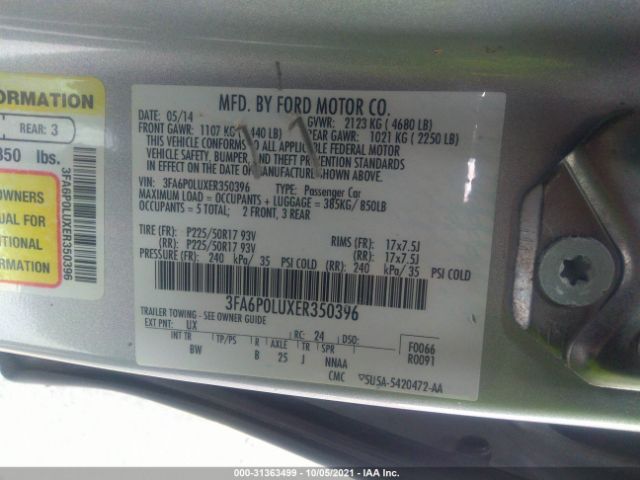 ORMATION
REAR: 3
850 lbs.
OWNERS
UAL FOR
TIONAL
RMATION
3FA6P0LUXER350396
MFD. BY FORD MOTOR CO.
DATE: 05/14 GVWR: 2123 KG ( 4680 LB)
FRONT GAWR: 1107 KG 440 LB) REAR GAWR: 1021 KG ( 2250 LB)
THIS VEHICLE CONFORMS TO ALL APPLICABLE FEDERAL MOTOR
VEHICLE SAFETY, BUMPER, AND THEFT PREVENTION STANDARDS
IN EFFECT ON THE DATE OF MANUFACTURE SHOWN ABOVE.
VIN: 3FA6P0LUXER350396 TYPE: Passenger Car
MAXIMUM LOAD = OCCUPANTS + LUGGAGE = 385KG/ 850LB
OCCUPANTS = 5 TOTAL; 2 FRONT, 3 REAR
TIRE (FR): P225/50R17 93V RIMS (FR): 17x7.5J
(RR): P225/50R17 93V (RR): 17x7.5J
PRESSURE (FR): 240 kPa/ 35 PSI COLD (RR): 240 kPa/ 35 PSI COLD
3FA6P0LUXER350396
TRAILER TOWING - SEE OWNER GUIDE
EXT PNT: UX RC: 24 DSO: F0066
INT TR TP/PS R AXLE TR SPR R0091
BW B 25 J NNAA
CMC 5U5A-5420472-AA
000-31363499 - 10/05/2021 - IAA Inc.